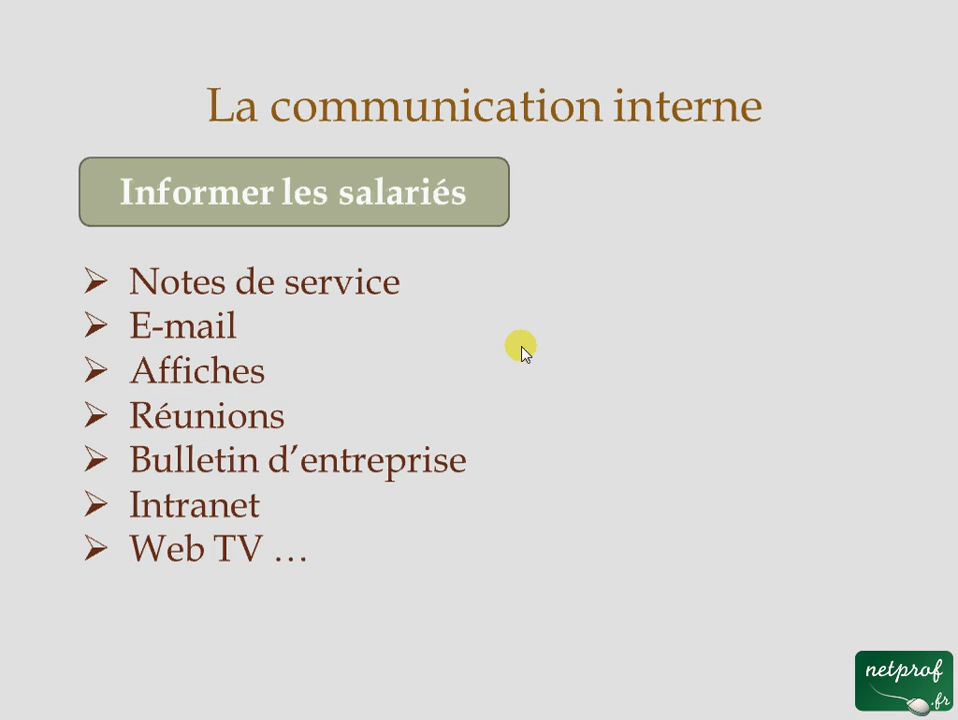 La communication interne
Informer les salariés
Notes de service
E-mail
Affiches
Réunions
Bulletin d’entreprise
Intranet
Web TV …
netprof
.fr